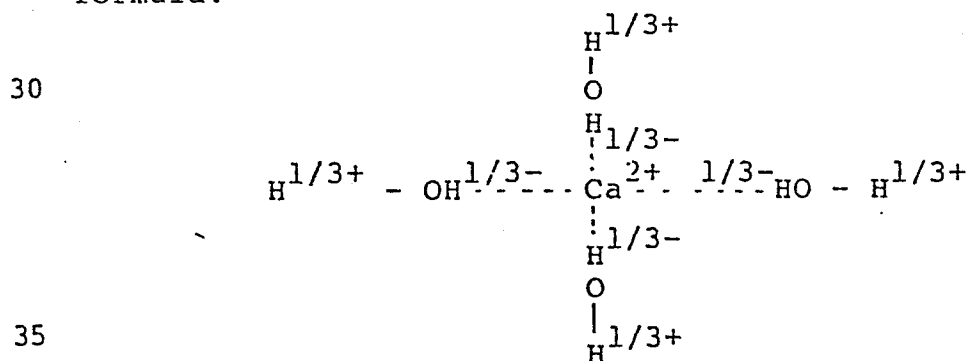 formula:
H1/3+
30
O
H1/3-
H1/3+ - OH1/3- Ca2+ 1/3-HO - H1/3+
H1/3-
O
35
H1/3+